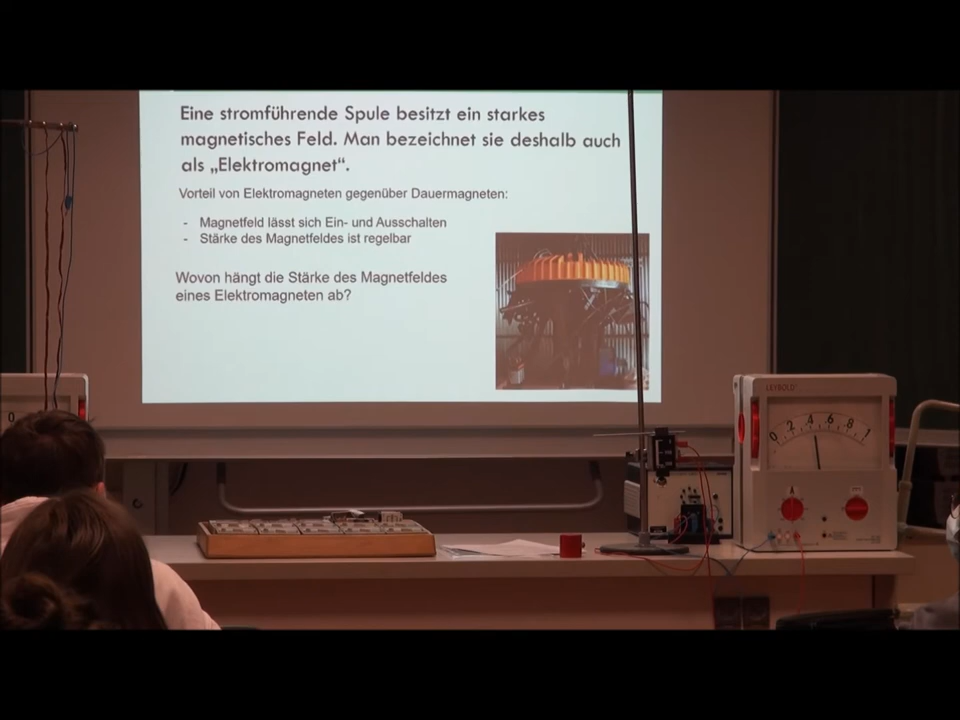 Eine stromführende Spule besitzt ein starkes
magnetisches Feld. Man bezeichnet sie deshalb auch
als „Elektromagnet“.
Vorteil von Elektromagneten gegenüber Dauermagneten:
- Magnetfeld lässt sich Ein- und Ausschalten
- Stärke des Magnetfeldes ist regelbar
Wovon hängt die Stärke des Magnetfeldes
eines Elektromagneten ab?
LEYBOLD
0 .2 .4 .6 .8 1
0